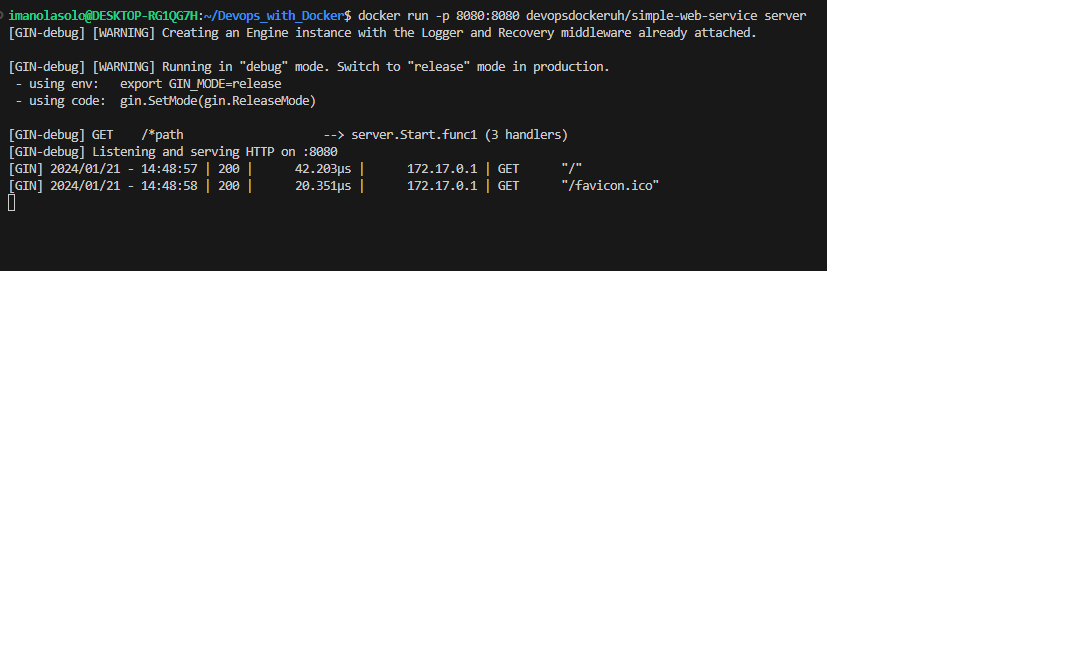 imanolasolo@DESKTOP-RG1QG7H:~/Devops_with_Docker$ docker run -p 8080:8080 devopsdockeruh/simple-web-service server
[GIN-debug] [WARNING] Creating an Engine instance with the Logger and Recovery middleware already attached.
[GIN-debug] [WARNING] Running in "debug" mode. Switch to "release" mode in production.
- using env:   export GIN_MODE=release
- using code:  gin.SetMode(gin.ReleaseMode)
[GIN-debug] GET    /*path                    --> server.Start.func1 (3 handlers)
[GIN-debug] Listening and serving HTTP on :8080
[GIN] 2024/01/21 - 14:48:57 | 200 |      42.203µs |      172.17.0.1 | GET      "/"
[GIN] 2024/01/21 - 14:48:58 | 200 |      20.351µs |      172.17.0.1 | GET      "/favicon.ico"